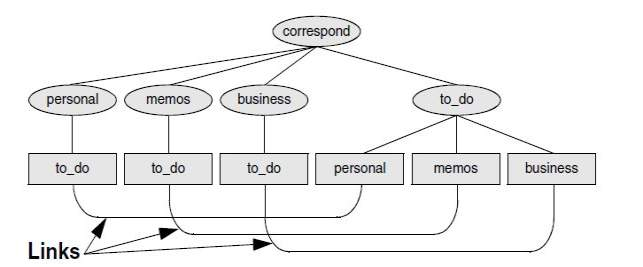 correspond
personal memos business to_do
to_do to_do to_do personal memos business
Links